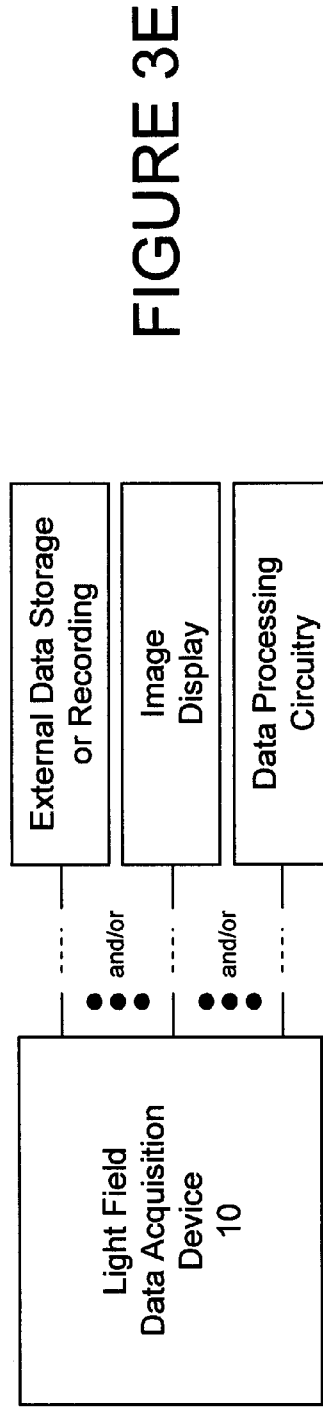 Light Field
Data Acquisition
Device
10
and/or
and/or
External Data Storage
or Recording
Image
Display
Data Processing
Circuitry
FIGURE 3E